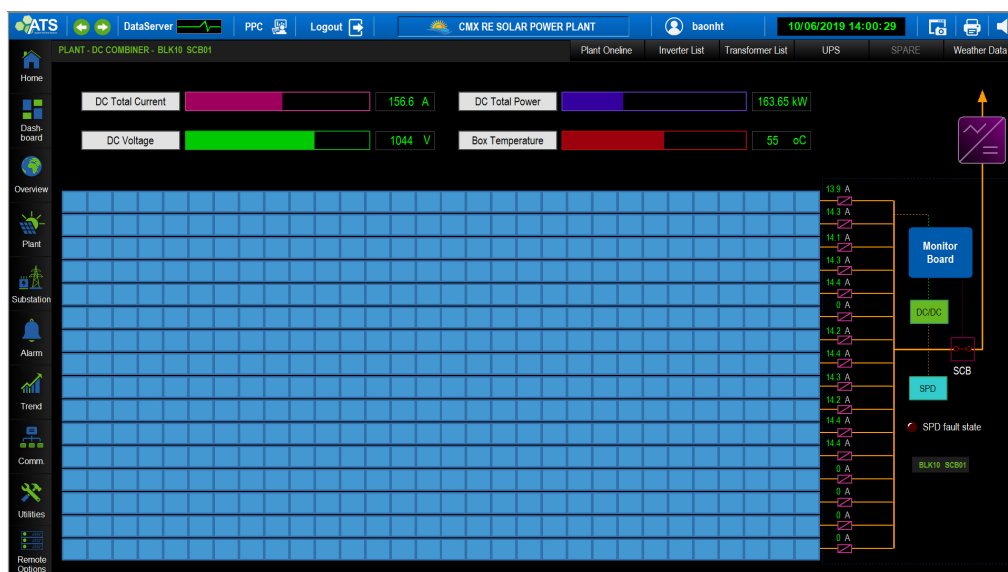 ATS DataServer PPC Logout CMX RE SOLAR POWER PLANT baonht 10/06/2019 14:00:29
PLANT - DC COMBINER - BLK10 SCB01 Plant Oneline Inverter List Transformer List UPS SPARE Weather Data
Home
Dash-
board
Overview
Plant
Substation
Alarm
Trend
Comm.
Utilities
Remote
Options
DC Total Current 156.6 A DC Total Power 163.65 kW
DC Voltage 1044 V Box Temperature 55 oC
13.9 A
14.3 A
14.1 A
14.3 A
14.4 A
0 A
14.2 A
14.4 A
14.3 A
14.2 A
14.4 A
14.4 A
0 A
0 A
0 A
0 A
Monitor
Board
DC/DC
SCB
SPD
SPD fault state
BLK10 SCB01